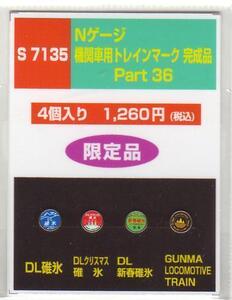 S 7135
Nゲージ
機関車用トレインマーク 完成品
Part 36
4個入り 1,260円 (税込)
限定品
DL碓氷
DLクリスマス
碓 氷
DL
新春碓氷
GUNMA
LOCOMOTIVE
TRAIN